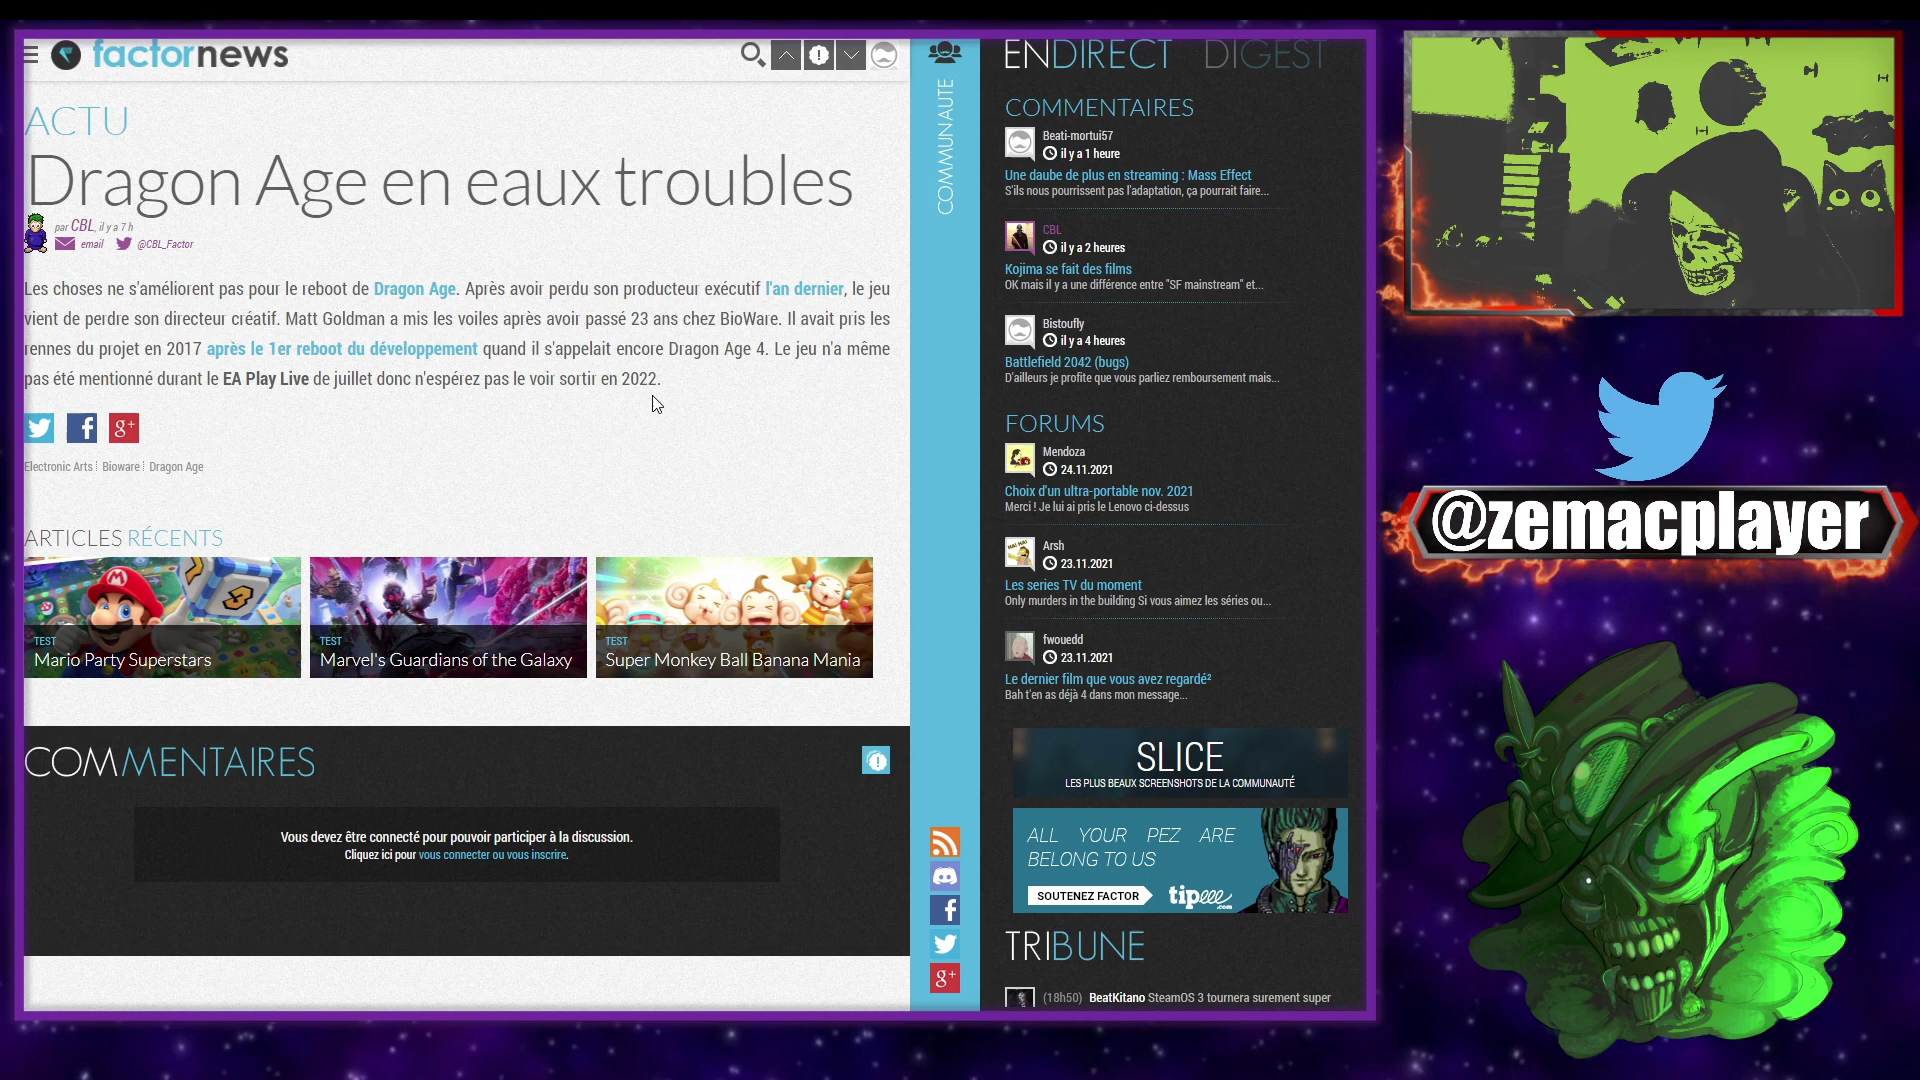 factornews
ACTU
Dragon Age en eaux troubles
par CBL, il y a 7 h
email @CBL_Factor
Les choses ne s'améliorent pas pour le reboot de Dragon Age. Après avoir perdu son producteur exécutif l'an dernier, le jeu
vient de perdre son directeur créatif. Matt Goldman a mis les voiles après avoir passé 23 ans chez BioWare. Il avait pris les
rennes du projet en 2017 après le 1er reboot du développement quand il s'appelait encore Dragon Age 4. Le jeu n'a même
pas été mentionné durant le EA Play Live de juillet donc n'espérez pas le voir sortir en 2022.
g+
Electronic Arts Bioware Dragon Age
ARTICLES RÉCENTS
TEST
Mario Party Superstars
TEST
Marvel's Guardians of the Galaxy
TEST
Super Monkey Ball Banana Mania
COMMENTAIRES
Vous devez être connecté pour pouvoir participer à la discussion.
Cliquez ici pour vous connecter ou vous inscrire.
COMMUNAUTE
g+
ENDIRECT DIGEST
COMMENTAIRES
Beati-mortui57
il y a 1 heure
Une daube de plus en streaming : Mass Effect
S'ils nous pourrissent pas l'adaptation, ça pourrait faire...
CBL
il y a 2 heures
Kojima se fait des films
OK mais il y a une différence entre "SF mainstream" et...
Bistoufly
il y a 4 heures
Battlefield 2042 (bugs)
D'ailleurs je profite que vous parliez remboursement mais...
FORUMS
Mendoza
24.11.2021
Choix d'un ultra-portable nov. 2021
Merci ! Je lui ai pris le Lenovo ci-dessus
Arsh
23.11.2021
Les series TV du moment
Only murders in the building Si vous aimez les séries ou...
fwouedd
23.11.2021
Le dernier film que vous avez regardé²
Bah t'en as déjà 4 dans mon message...
SLICE
LES PLUS BEAUX SCREENSHOTS DE LA COMMUNAUTÉ
ALL YOUR PEZ ARE
BELONG TO US
SOUTENEZ FACTOR tipeee.com
TRIBUNE
(18h50) BeatKitano SteamOS 3 tournera surement super
@zemacplayer